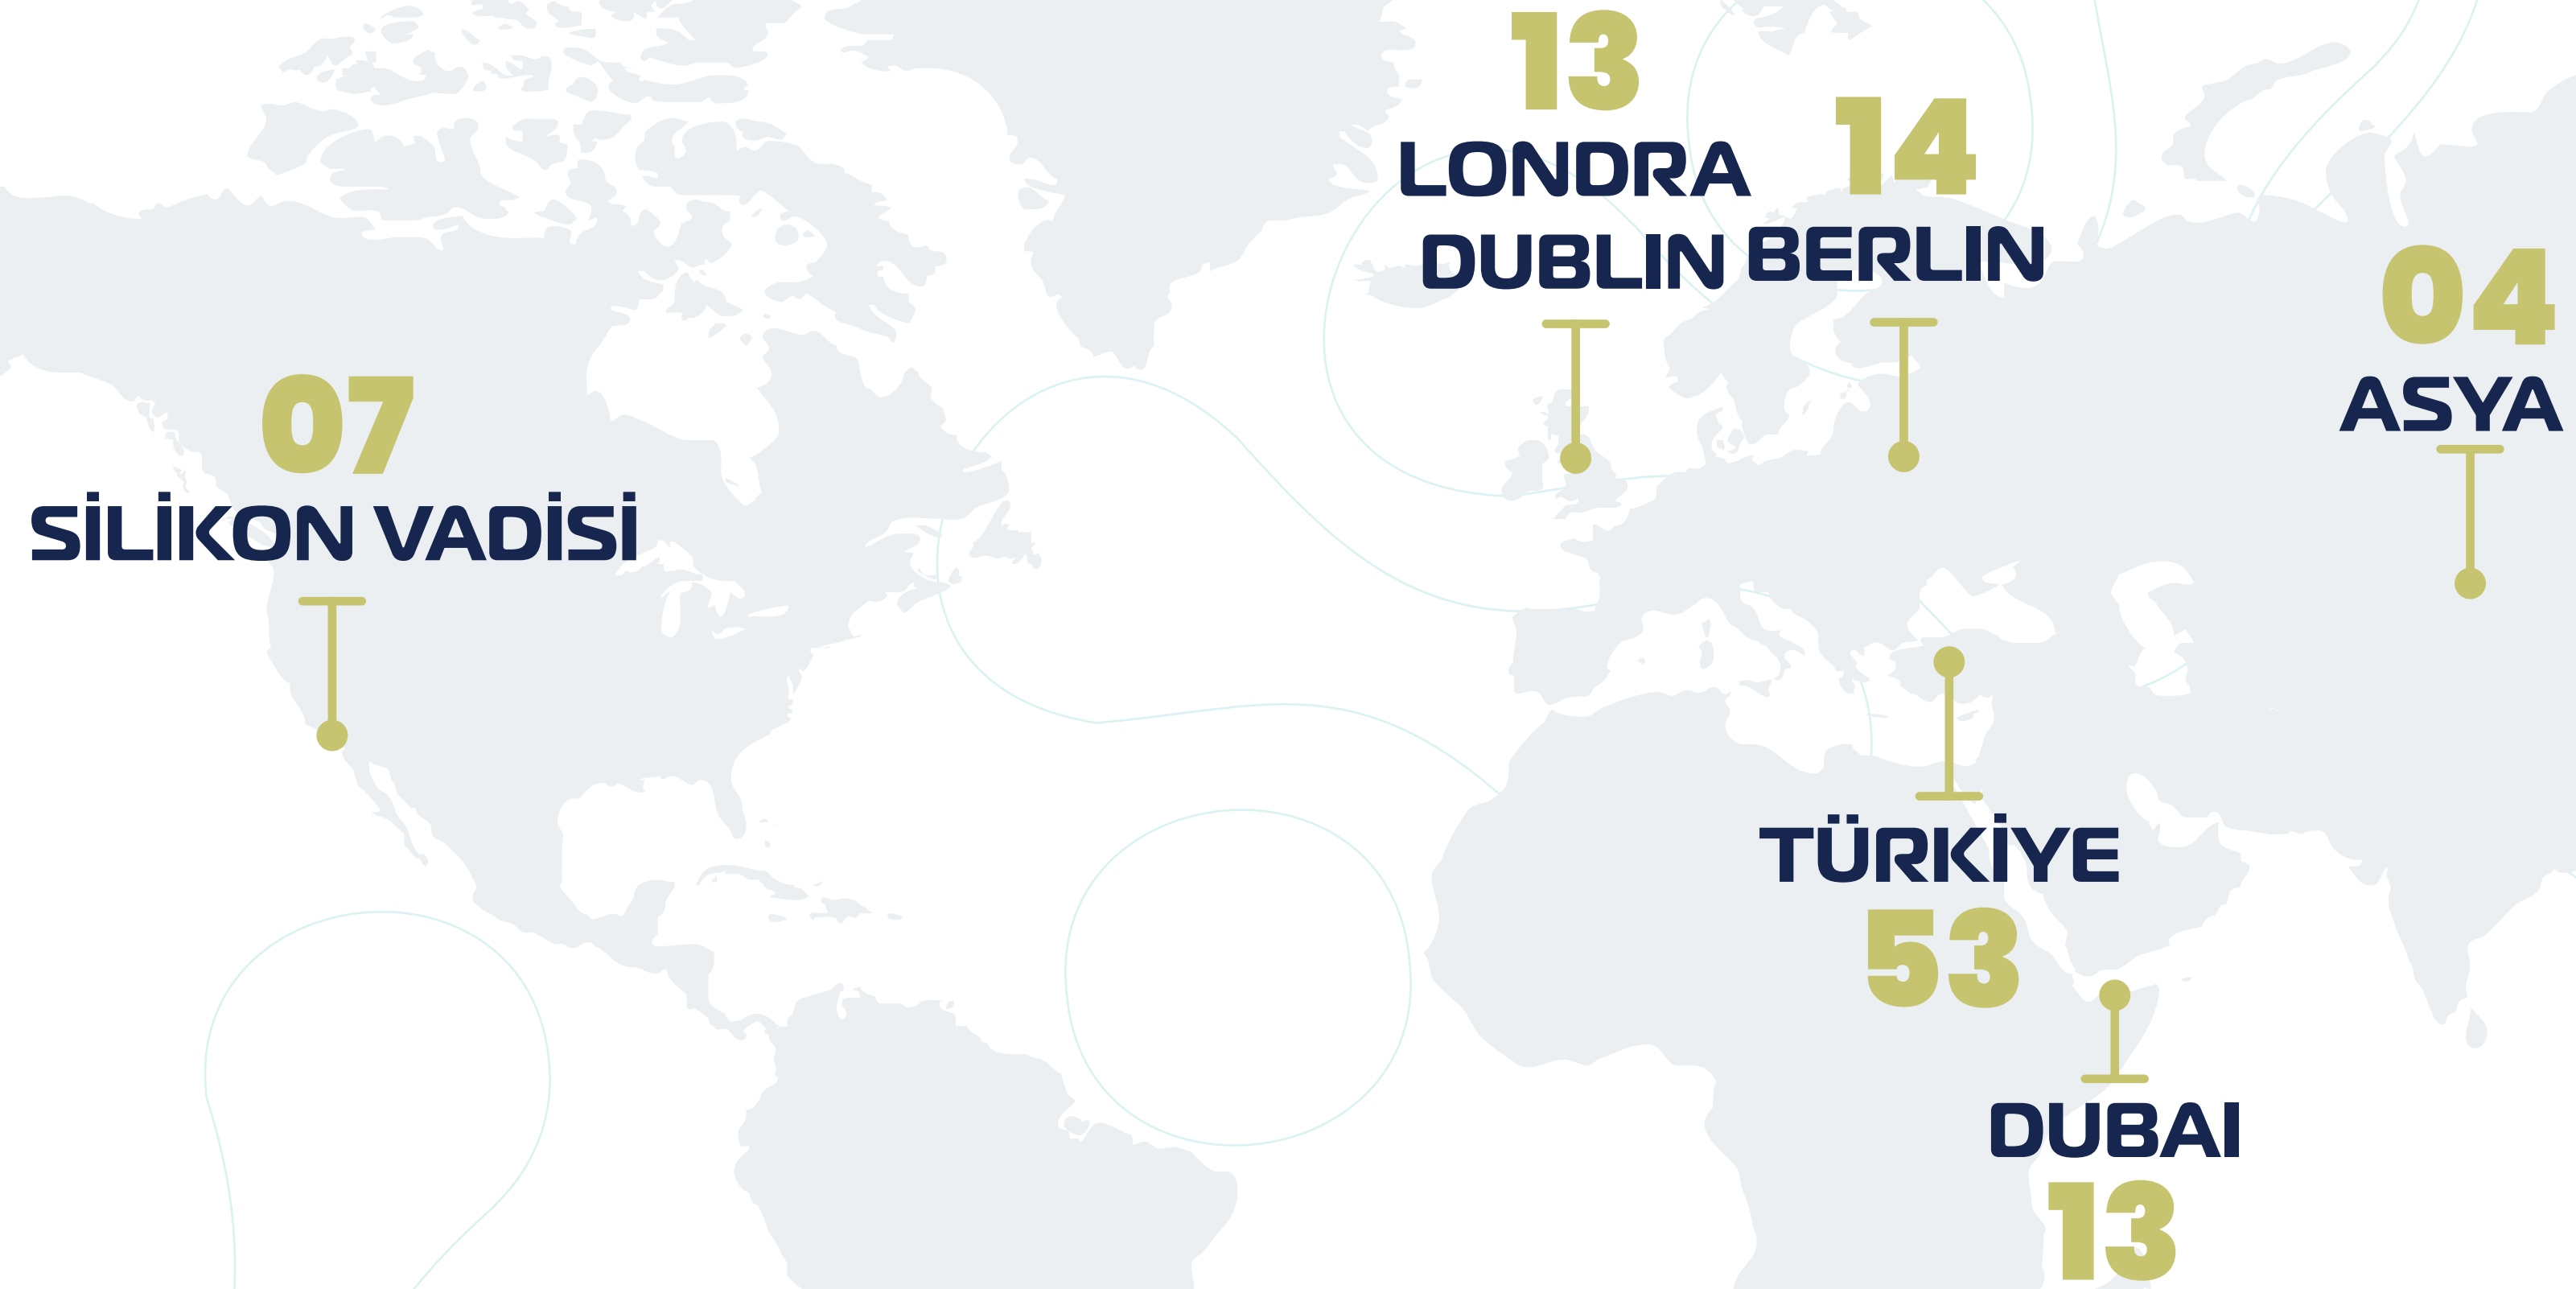 07
SİLİKON VADİSİ
13
LONDRA
DUBLIN
14
BERLIN
04
ASYA
TÜRKİYE
53
DUBAI
13